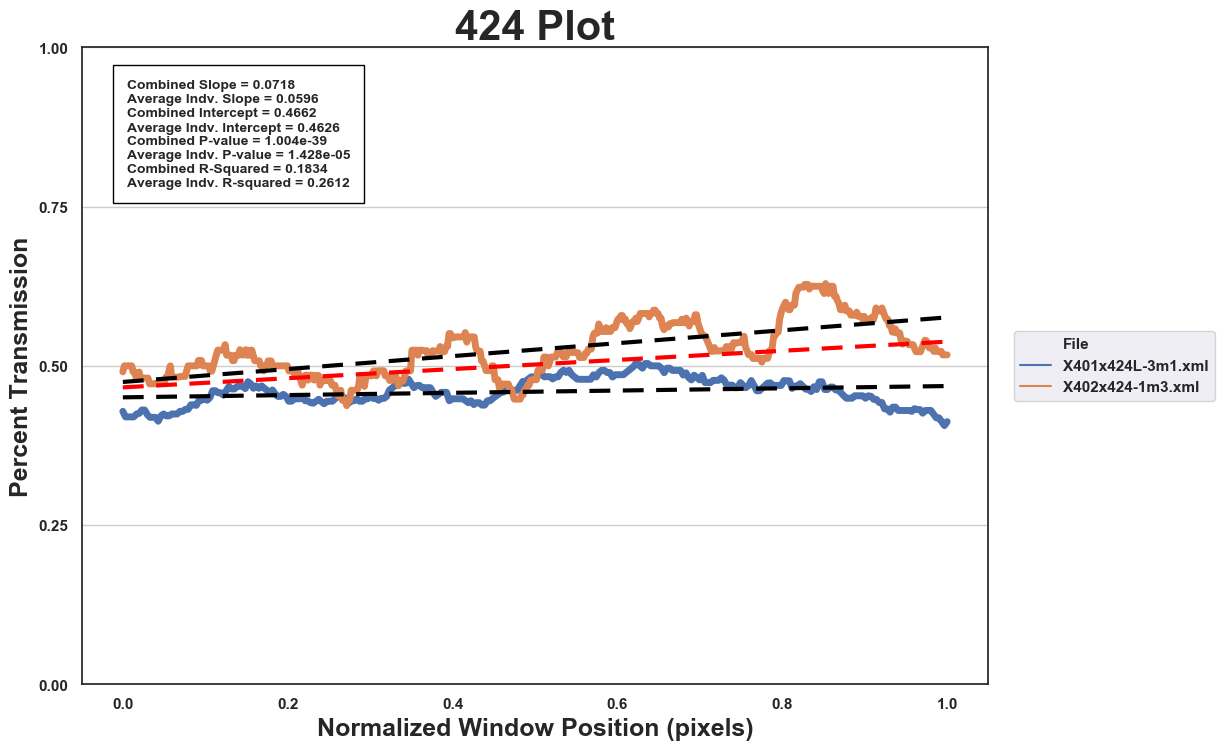 424 Plot
1.00
Combined Slope = 0.0718
Average Indv. Slope = 0.0596
Combined Intercept = 0.4662
Average Indv. Intercept = 0.4626
Combined P-value = 1.004e-39
Average Indv. P-value = 1.428e-05
Combined R-Squared = 0.1834
Average Indv. R-squared = 0.2612
0.75
Percent Transmission
0.50
0.25
0.00
0.0 0.2 0.4 0.6 0.8 1.0
Normalized Window Position (pixels)
File
X401x424L-3m1.xml
X402x424-1m3.xml